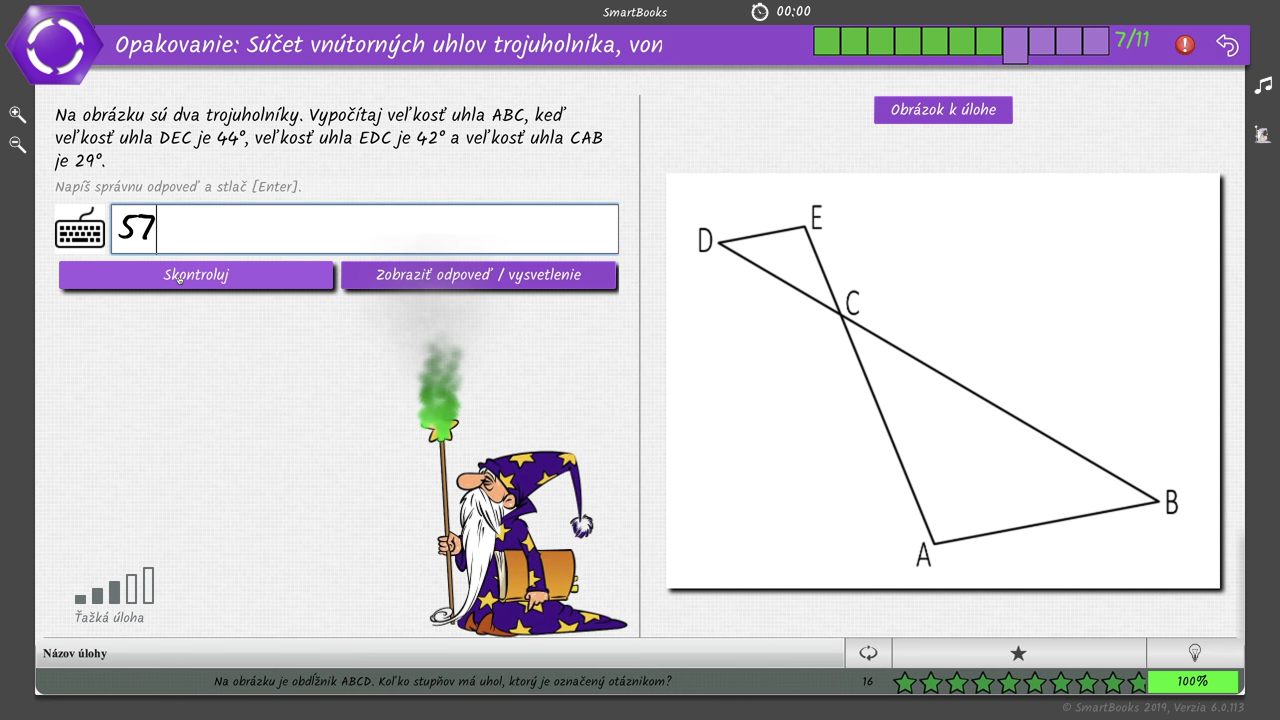 SmartBooks
00:00
Opakovanie: Súčet vnútorných uhlov trojuholníka, von
7/11
Na obrázku sú dva trojuholníky. Vypočítaj veľkosť uhla ABC, keď
veľkosť uhla DEC je 44°, veľkosť uhla EDC je 42° a veľkosť uhla CAB
je 29°.
Napíš správnu odpoveď a stlač [Enter].
57
Skontroluj
Zobraziť odpoveď / vysvetlenie
Ťažká úloha
Obrázok k úlohe
E
D
C
B
A
Názov úlohy
Na obrázku je obdĺžnik ABCD. Koľko stupňov má uhol, ktorý je označený otáznikom?
16
100%
© SmartBooks 2019, Verzia 6.0.113